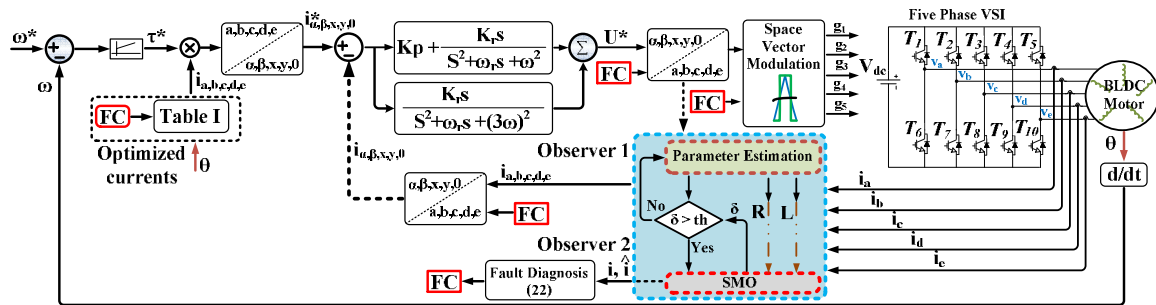 ω*
τ*
a,b,c,d,e
α,β,x,y,0
i*α,β,x,y,0
Kp + Krs / S²+ωrs+ω²
Krs / S²+ωrs+(3ω)²
Σ
U*
FC
α,β,x,y,0
a,b,c,d,e
FC
Space Vector Modulation
g1
g2
g3
g4
g5
Five Phase VSI
Vdc
T1
T2
T3
T4
T5
va
vb
vc
vd
ve
T6
T7
T8
T9
T10
BLDC Motor
θ
d/dt
ω
ia,b,c,d,e
FC
Table I
Optimized currents
θ
iα,β,x,y,0
α,β,x,y,0
a,b,c,d,e
ia,b,c,d,e
FC
Observer 1
Parameter Estimation
No
δ > th
δ
R
L
Yes
Observer 2
SMO
i, î
Fault Diagnosis (22)
FC
ia
ib
ic
id
ie